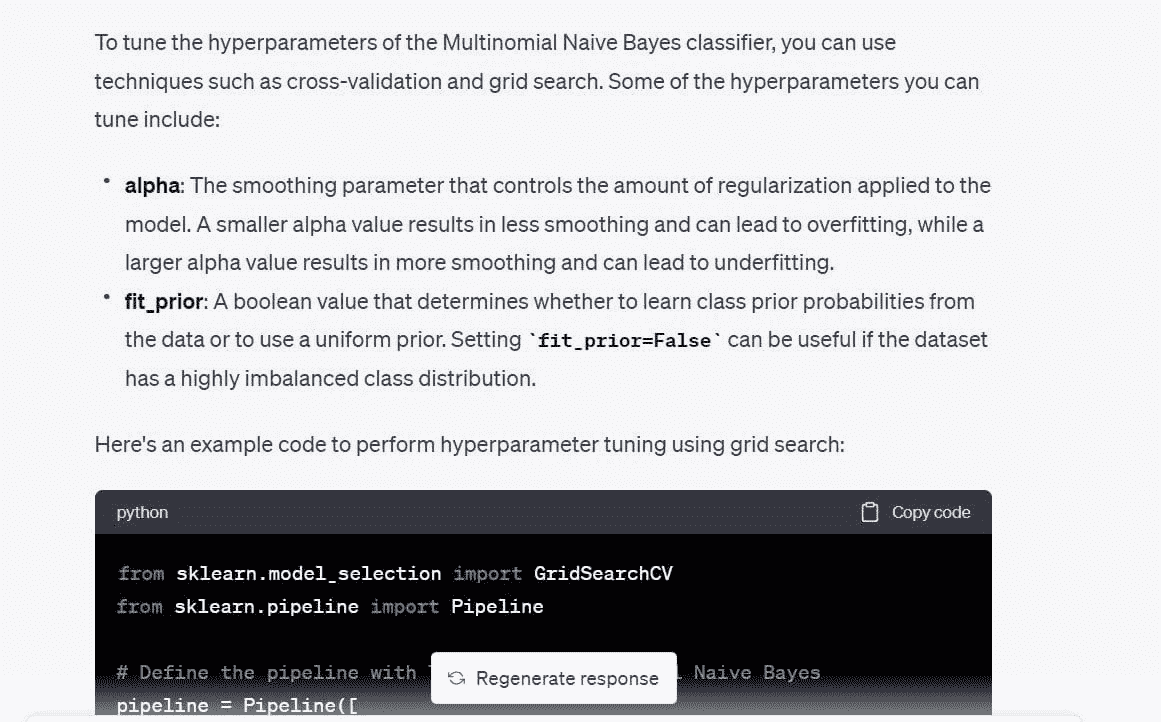 To tune the hyperparameters of the Multinomial Naive Bayes classifier, you can use
techniques such as cross-validation and grid search. Some of the hyperparameters you can
tune include:
• alpha: The smoothing parameter that controls the amount of regularization applied to the
model. A smaller alpha value results in less smoothing and can lead to overfitting, while a
larger alpha value results in more smoothing and can lead to underfitting.
• fit_prior: A boolean value that determines whether to learn class prior probabilities from
the data or to use a uniform prior. Setting `fit_prior=False` can be useful if the dataset
has a highly imbalanced class distribution.
Here's an example code to perform hyperparameter tuning using grid search:
python Copy code
from sklearn.model_selection import GridSearchCV
from sklearn.pipeline import Pipeline
# Define the pipeline with Naive Bayes
Regenerate response
pipeline = Pipeline([